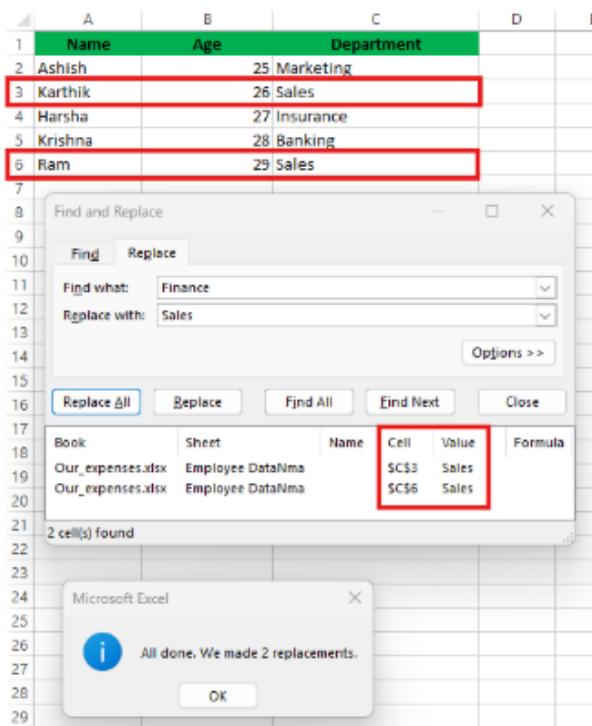 A B C D
1 Name Age Department
2 Ashish 25 Marketing
3 Karthik 26 Sales
4 Harsha 27 Insurance
5 Krishna 28 Banking
6 Ram 29 Sales
7
8 Find and Replace
9
10 Find Replace
11 Find what: Finance
12 Replace with: Sales
13
14 Options >>
15
16 Replace All Replace Find All Find Next Close
17
18 Book Sheet Name Cell Value Formula
19 Our_expenses.xlsx Employee DataNma $C$3 Sales
20 Our_expenses.xlsx Employee DataNma $C$6 Sales
21 2 cell(s) found
22
23
24 Microsoft Excel
25
26 All done. We made 2 replacements.
27
28 OK
29